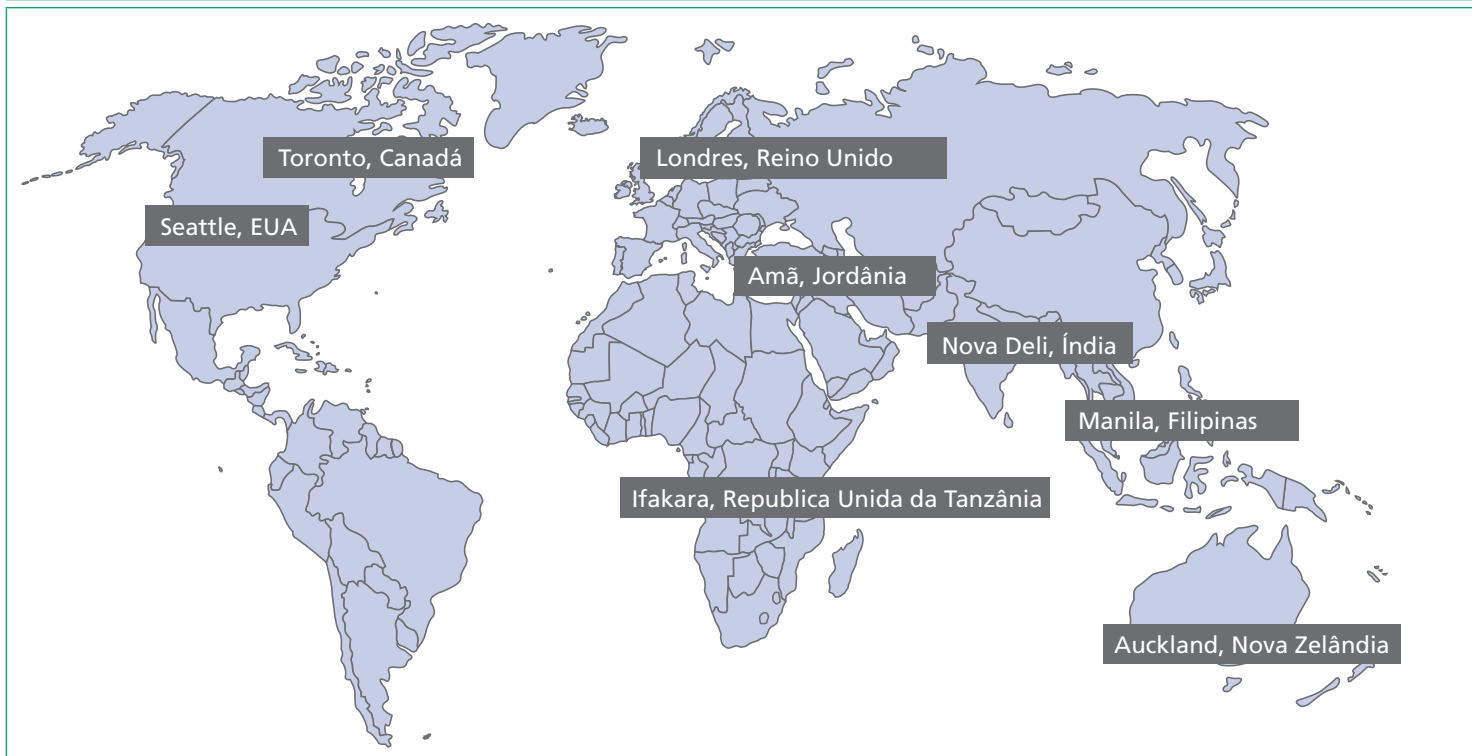 Toronto, Canadá
Londres, Reino Unido
Seattle, EUA
Amã, Jordânia
Nova Deli, Índia
Manila, Filipinas
Ifakara, Republica Unida da Tanzânia
Auckland, Nova Zelândia